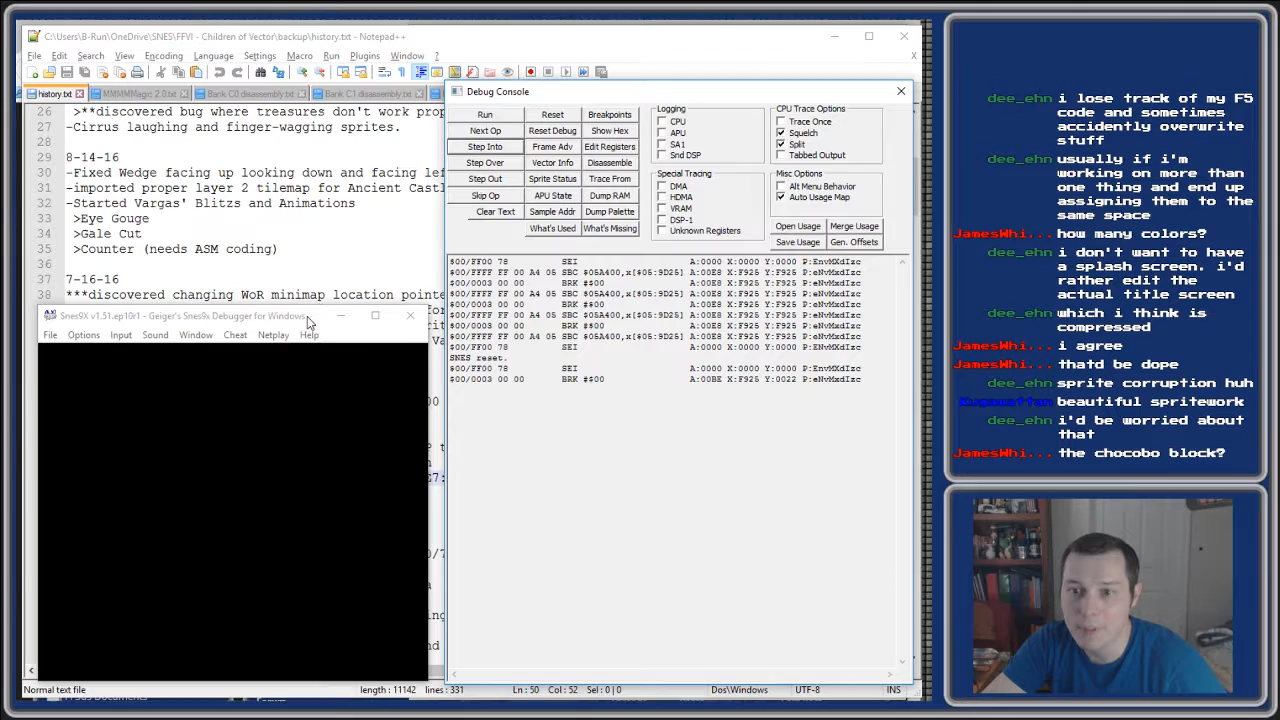 C:\Users\B-Run\OneDrive\SNES\FFVI - Children of Vector\backup\history.txt - Notepad++
File Edit Search View Encoding Language Settings Macro Run Plugins Window ?
history.txt MMMMMagic 2.0.txt Bank C0 disassembly.txt Bank C1 disassembly.txt
26 >**discovered bug where treasures don't work prop
27 -Cirrus laughing and finger-wagging sprites.
28
29 8-14-16
30 -Fixed Wedge facing up looking down and facing lef
31 -imported proper layer 2 tilemap for Ancient Castl
32 -Started Vargas' Blitzs and Animations
33 >Eye Gouge
34 >Gale Cut
35 >Counter (needs ASM coding)
36
37 7-16-16
38 ***discovered changing WoR minimap location pointe
Snes9X v1.51.ep10r1 - Geiger's Snes9x Debugger for Windows
File Options Input Sound Window Cheat Netplay Help
Normal text file length : 11142 lines : 331 Ln : 50 Col : 52 Sel : 0 | 0 Dos\Windows UTF-8 INS
Debug Console
Run Reset Breakpoints
Next Op Reset Debug Show Hex
Step Into Frame Adv Edit Registers
Step Over Vector Info Disassemble
Step Out Sprite Status Trace From
Skip Op APU State Dump RAM
Clear Text Sample Addr Dump Palette
What's Used What's Missing
Logging
CPU
APU
SA1
Snd DSP
Special Tracing
DMA
HDMA
VRAM
DSP-1
Unknown Registers
CPU Trace Options
Trace Once
Squelch
Split
Tabbed Output
Misc Options
Alt Menu Behavior
Auto Usage Map
Open Usage Merge Usage
Save Usage Gen. Offsets
$00/FF00 78 SEI A:0000 X:0000 Y:0000 P:EnvMXdIzc
$00/FFFF FF 00 A4 05 SBC $05A400,x[$05:9D25] A:00E8 X:F925 Y:0000 P:eNvMxdIzc
$00/0003 00 00 BRK #$00 A:00E8 X:F925 Y:0000 P:eNvMxdIzc
$00/FFFF FF 00 A4 05 SBC $05A400,x[$05:9D25] A:00E8 X:F925 Y:0000 P:eNvMxdIzc
$00/FFFF FF 00 A4 05 SBC $05A400,x[$05:9D25] A:00E8 X:F925 Y:0000 P:eNvMxdIzc
$00/FFFF FF 00 A4 05 SBC $05A400,x[$05:9D25] A:00E8 X:F925 Y:0000 P:eNvMxdIzc
$00/0003 00 00 BRK #$00 A:00E8 X:F925 Y:0000 P:eNvMxdIzc
$00/FFFF FF 00 A4 05 SBC $05A400,x[$05:9D25] A:00E8 X:F925 Y:0000 P:eNvMxdIzc
$00/FF00 78 SEI A:0000 X:0000 Y:0000 P:EnvMXdIzc
SNES reset.
$00/FF00 78 SEI A:0000 X:0000 Y:0000 P:EnvMXdIzc
$00/0003 00 00 BRK #$00 A:00BE X:F925 Y:0022 P:eNvMxdIzc
dee_ehn i lose track of my F5
code and sometimes
accidently overwrite
stuff
dee_ehn usually if i'm
working on more than
one thing and end up
assigning them to the
same space
JamesWhi... how many colors?
dee_ehn i don't want to have
a splash screen. i'd
rather edit the
actual title screen
dee_ehn which i think is
compressed
JamesWhi... i agree
JamesWhi... thatd be dope
dee_ehn sprite corruption huh
beautiful spritework
dee_ehn i'd be worried about
that
JamesWhi... the chocobo block?